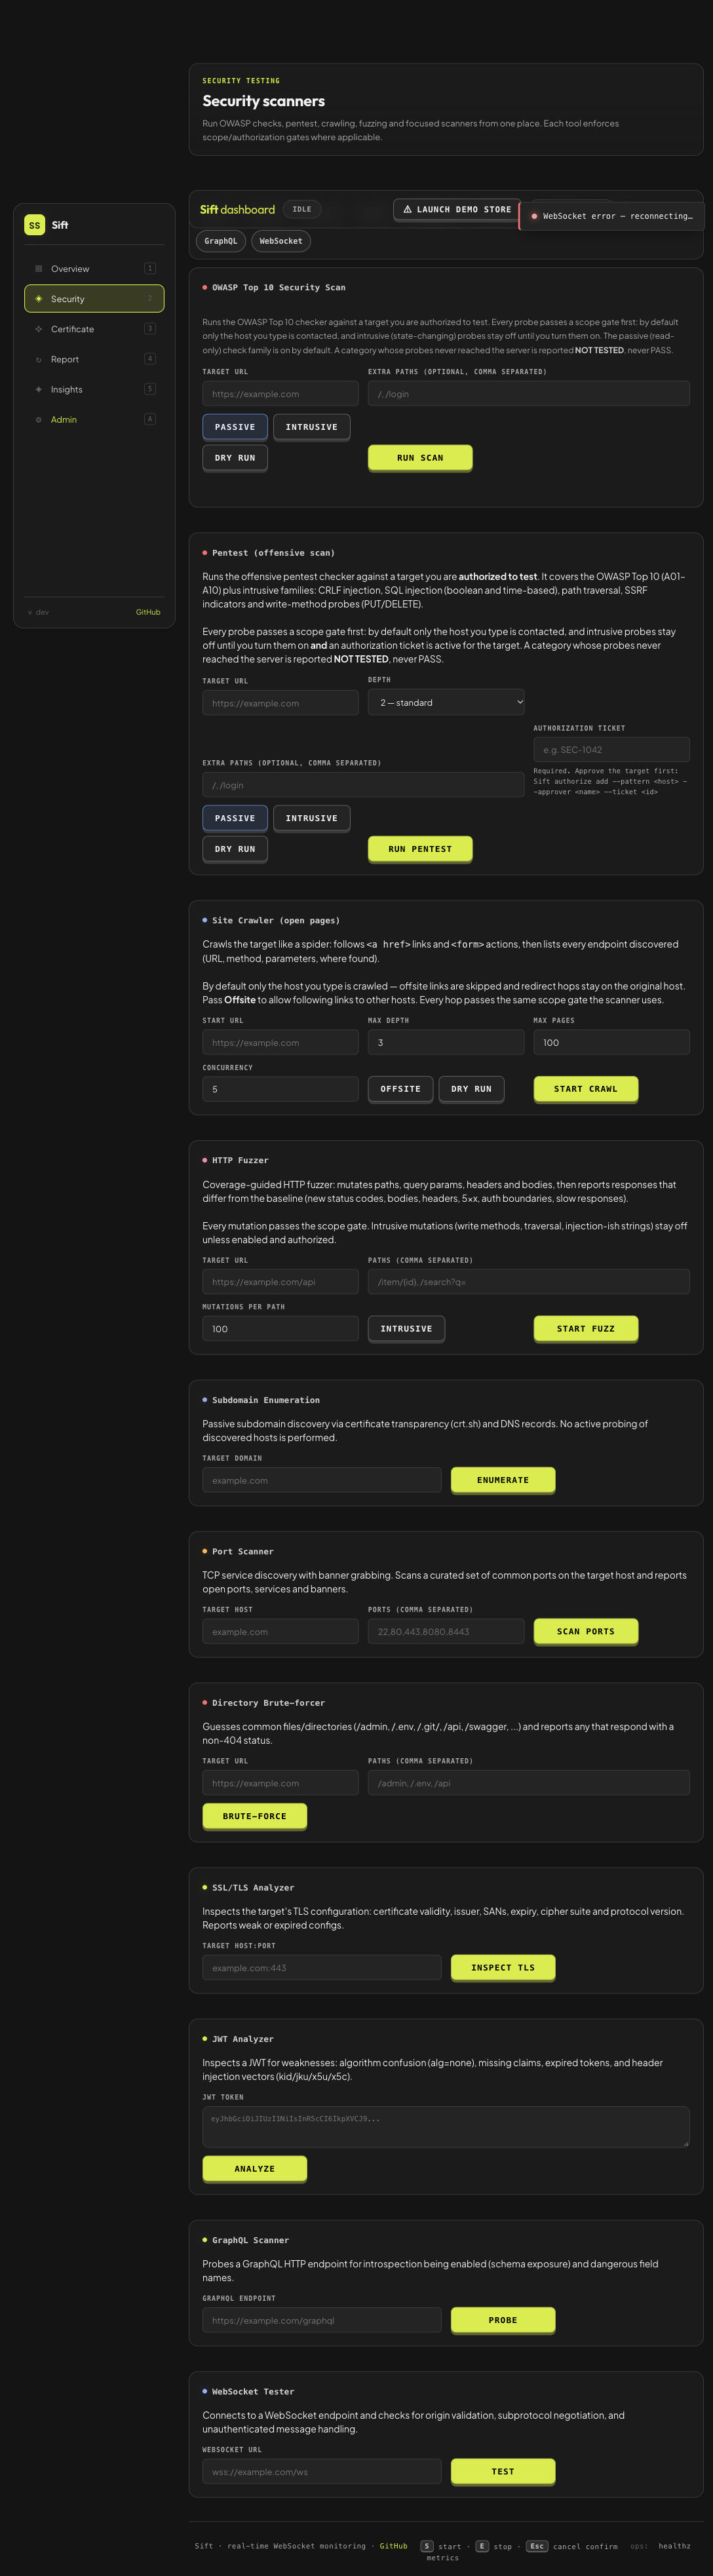 SECURITY TESTING
Security scanners
Run OWASP checks, pentest, crawling, fuzzing and focused scanners from one place. Each tool enforces
scope/authorization gates where applicable.
SS Sift
Overview 1
Security 2
Certificate 3
Report 4
Insights 5
Admin A
v dev GitHub
Sift dashboard IDLE ⚠ LAUNCH DEMO STORE
WebSocket error — reconnecting…
GraphQL WebSocket
OWASP Top 10 Security Scan
Runs the OWASP Top 10 checker against a target you are authorized to test. Every probe passes a scope gate first: by default
only the host you type is contacted, and intrusive (state-changing) probes stay off until you turn them on. The passive (read-
only) check family is on by default. A category whose probes never reached the server is reported NOT TESTED, never PASS.
TARGET URL EXTRA PATHS (OPTIONAL, COMMA SEPARATED)
https://example.com /, /login
PASSIVE INTRUSIVE
DRY RUN RUN SCAN
Pentest (offensive scan)
Runs the offensive pentest checker against a target you are authorized to test. It covers the OWASP Top 10 (A01–
A10) plus intrusive families: CRLF injection, SQL injection (boolean and time-based), path traversal, SSRF
indicators and write-method probes (PUT/DELETE).
Every probe passes a scope gate first: by default only the host you type is contacted, and intrusive probes stay
off until you turn them on and an authorization ticket is active for the target. A category whose probes never
reached the server is reported NOT TESTED, never PASS.
TARGET URL DEPTH
https://example.com 2 — standard
AUTHORIZATION TICKET
e.g. SEC-1042
Required. Approve the target first:
Sift authorize add --pattern <host> -
-approver <name> --ticket <id>
EXTRA PATHS (OPTIONAL, COMMA SEPARATED)
/, /login
PASSIVE INTRUSIVE
DRY RUN RUN PENTEST
Site Crawler (open pages)
Crawls the target like a spider: follows <a href> links and <form> actions, then lists every endpoint discovered
(URL, method, parameters, where found).
By default only the host you type is crawled — offsite links are skipped and redirect hops stay on the original host.
Pass Offsite to allow following links to other hosts. Every hop passes the same scope gate the scanner uses.
START URL MAX DEPTH MAX PAGES
https://example.com 3 100
CONCURRENCY
5 OFFSITE DRY RUN START CRAWL
HTTP Fuzzer
Coverage-guided HTTP fuzzer: mutates paths, query params, headers and bodies, then reports responses that
differ from the baseline (new status codes, bodies, headers, 5xx, auth boundaries, slow responses).
Every mutation passes the scope gate. Intrusive mutations (write methods, traversal, injection-ish strings) stay off
unless enabled and authorized.
TARGET URL PATHS (COMMA SEPARATED)
https://example.com/api /item/{id}, /search?q=
MUTATIONS PER PATH
100 INTRUSIVE START FUZZ
Subdomain Enumeration
Passive subdomain discovery via certificate transparency (crt.sh) and DNS records. No active probing of
discovered hosts is performed.
TARGET DOMAIN
example.com ENUMERATE
Port Scanner
TCP service discovery with banner grabbing. Scans a curated set of common ports on the target host and reports
open ports, services and banners.
TARGET HOST PORTS (COMMA SEPARATED)
example.com 22,80,443,8080,8443 SCAN PORTS
Directory Brute-forcer
Guesses common files/directories (/admin, /.env, /.git/, /api, /swagger, ...) and reports any that respond with a
non-404 status.
TARGET URL PATHS (COMMA SEPARATED)
https://example.com /admin, /.env, /api
BRUTE-FORCE
SSL/TLS Analyzer
Inspects the target's TLS configuration: certificate validity, issuer, SANs, expiry, cipher suite and protocol version.
Reports weak or expired configs.
TARGET HOST:PORT
example.com:443 INSPECT TLS
JWT Analyzer
Inspects a JWT for weaknesses: algorithm confusion (alg=none), missing claims, expired tokens, and header
injection vectors (kid/jku/x5u/x5c).
JWT TOKEN
eyJhbGciOiJIUzI1NiIsInR5cCI6IkpXVCJ9...
ANALYZE
GraphQL Scanner
Probes a GraphQL HTTP endpoint for introspection being enabled (schema exposure) and dangerous field
names.
GRAPHQL ENDPOINT
https://example.com/graphql PROBE
WebSocket Tester
Connects to a WebSocket endpoint and checks for origin validation, subprotocol negotiation, and
unauthenticated message handling.
WEBSOCKET URL
wss://example.com/ws TEST
Sift · real-time WebSocket monitoring · GitHub S start · E stop · Esc cancel confirm ops: healthz
metrics